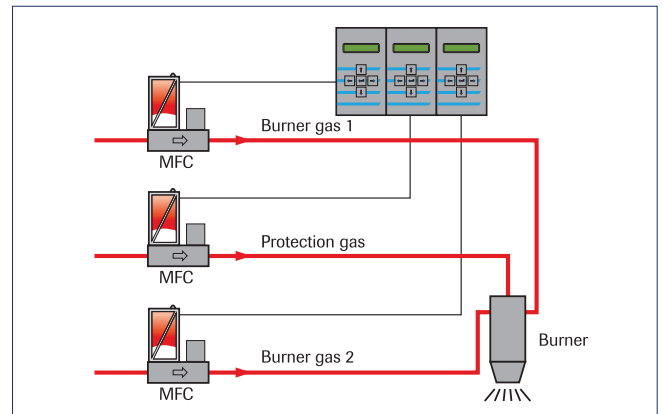 Burner gas 1
MFC
Protection gas
MFC
Burner
Burner gas 2
MFC